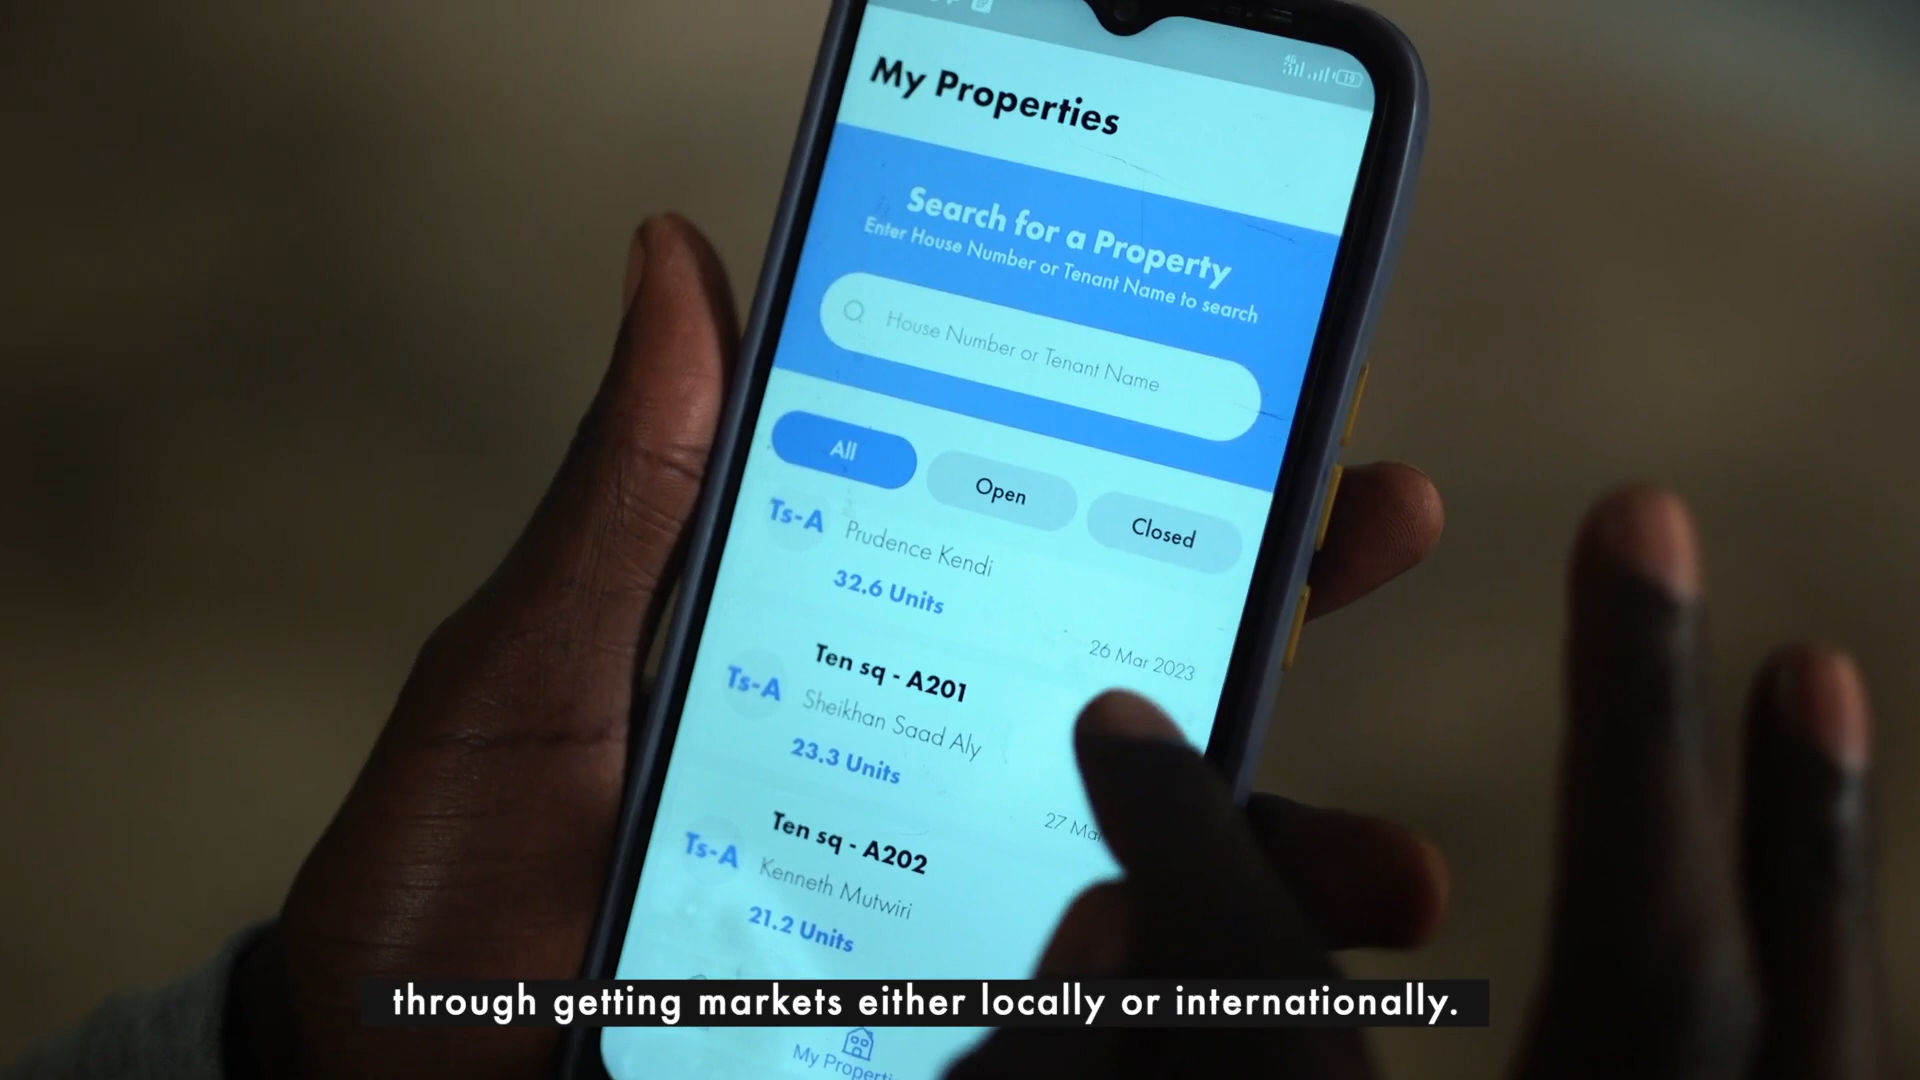 4G 19
My Properties
Search for a Property
Enter House Number or Tenant Name to search
House Number or Tenant Name
All
Open
Closed
Ts-A
Prudence Kendi
32.6 Units
26 Mar 2023
Ten sq - A201
Ts-A
Sheikhan Saad Aly
23.3 Units
27 Mar
Ten sq - A202
Ts-A
Kenneth Mutwiri
21.2 Units
through getting markets either locally or internationally.
My Properti